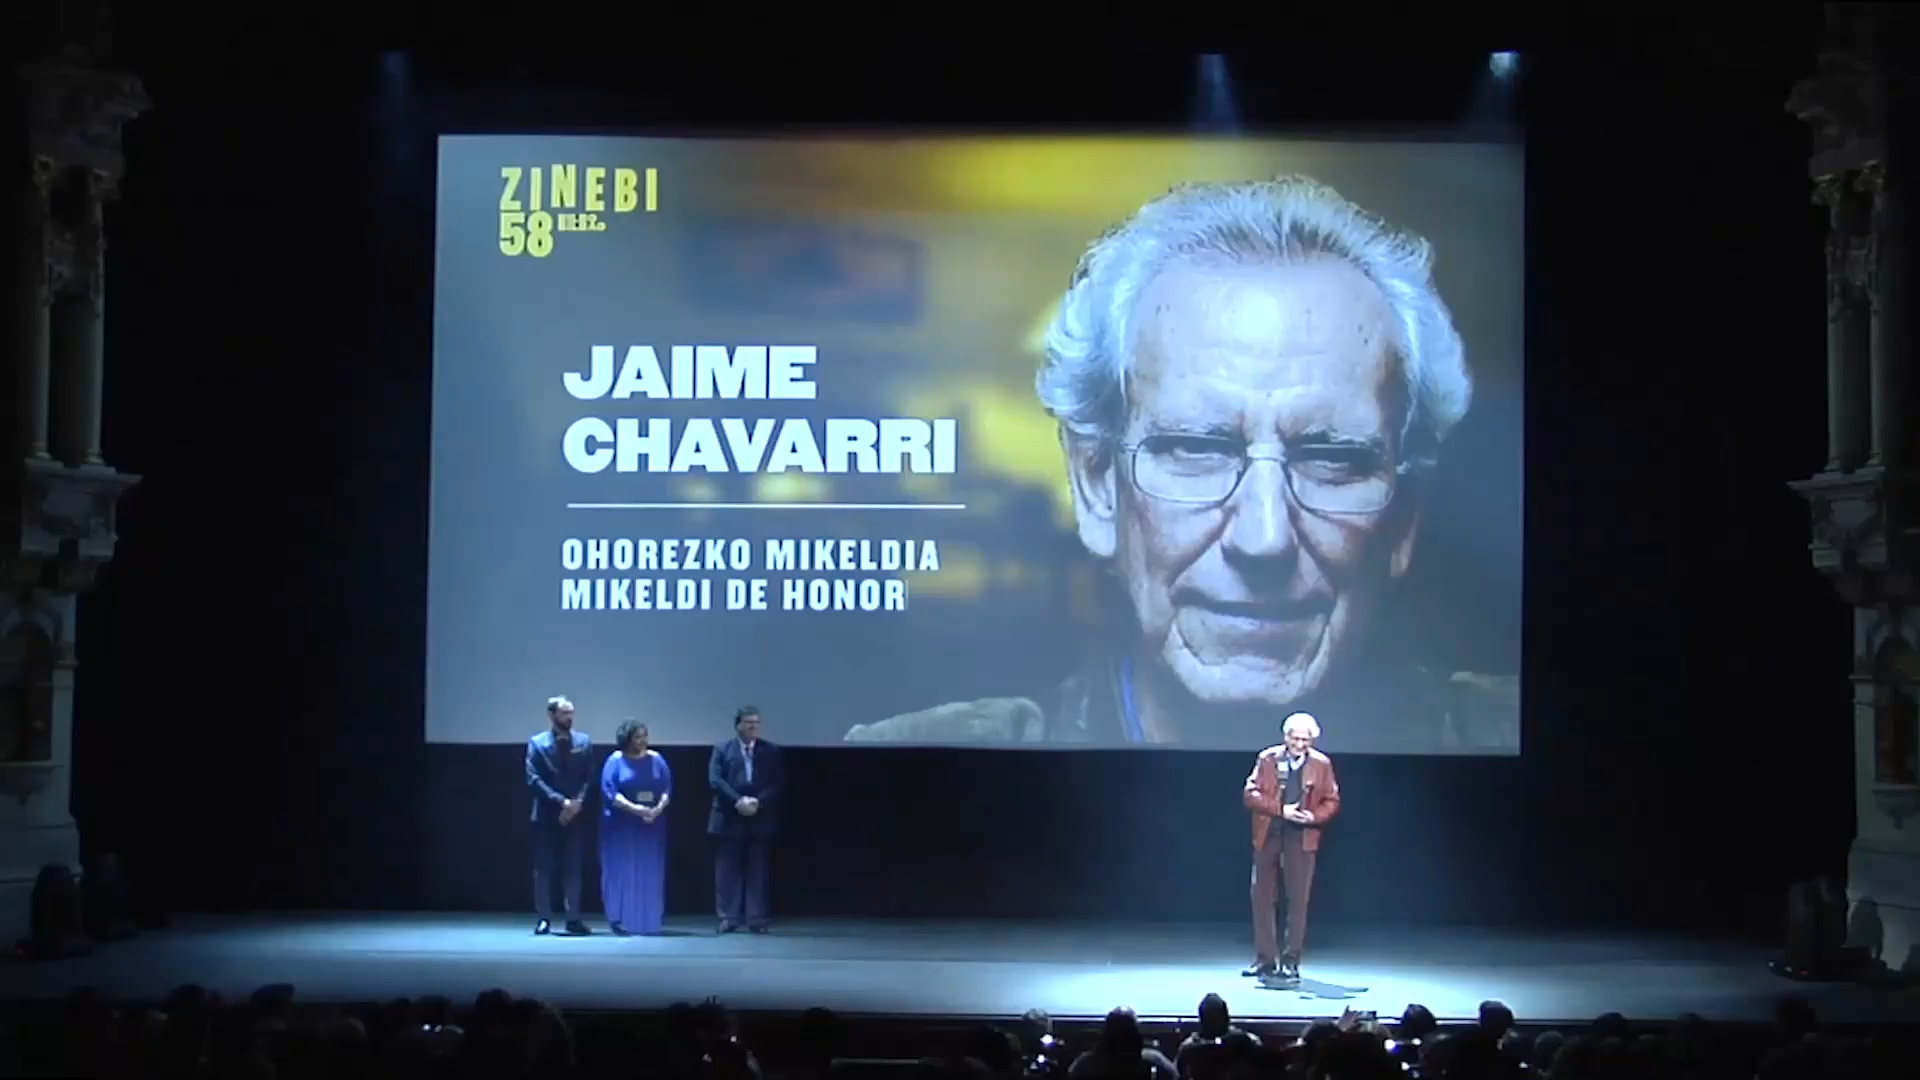 ZINEBI
58
JAIME
CHAVARRI
OHOREZKO MIKELDIA
MIKELDI DE HONOR